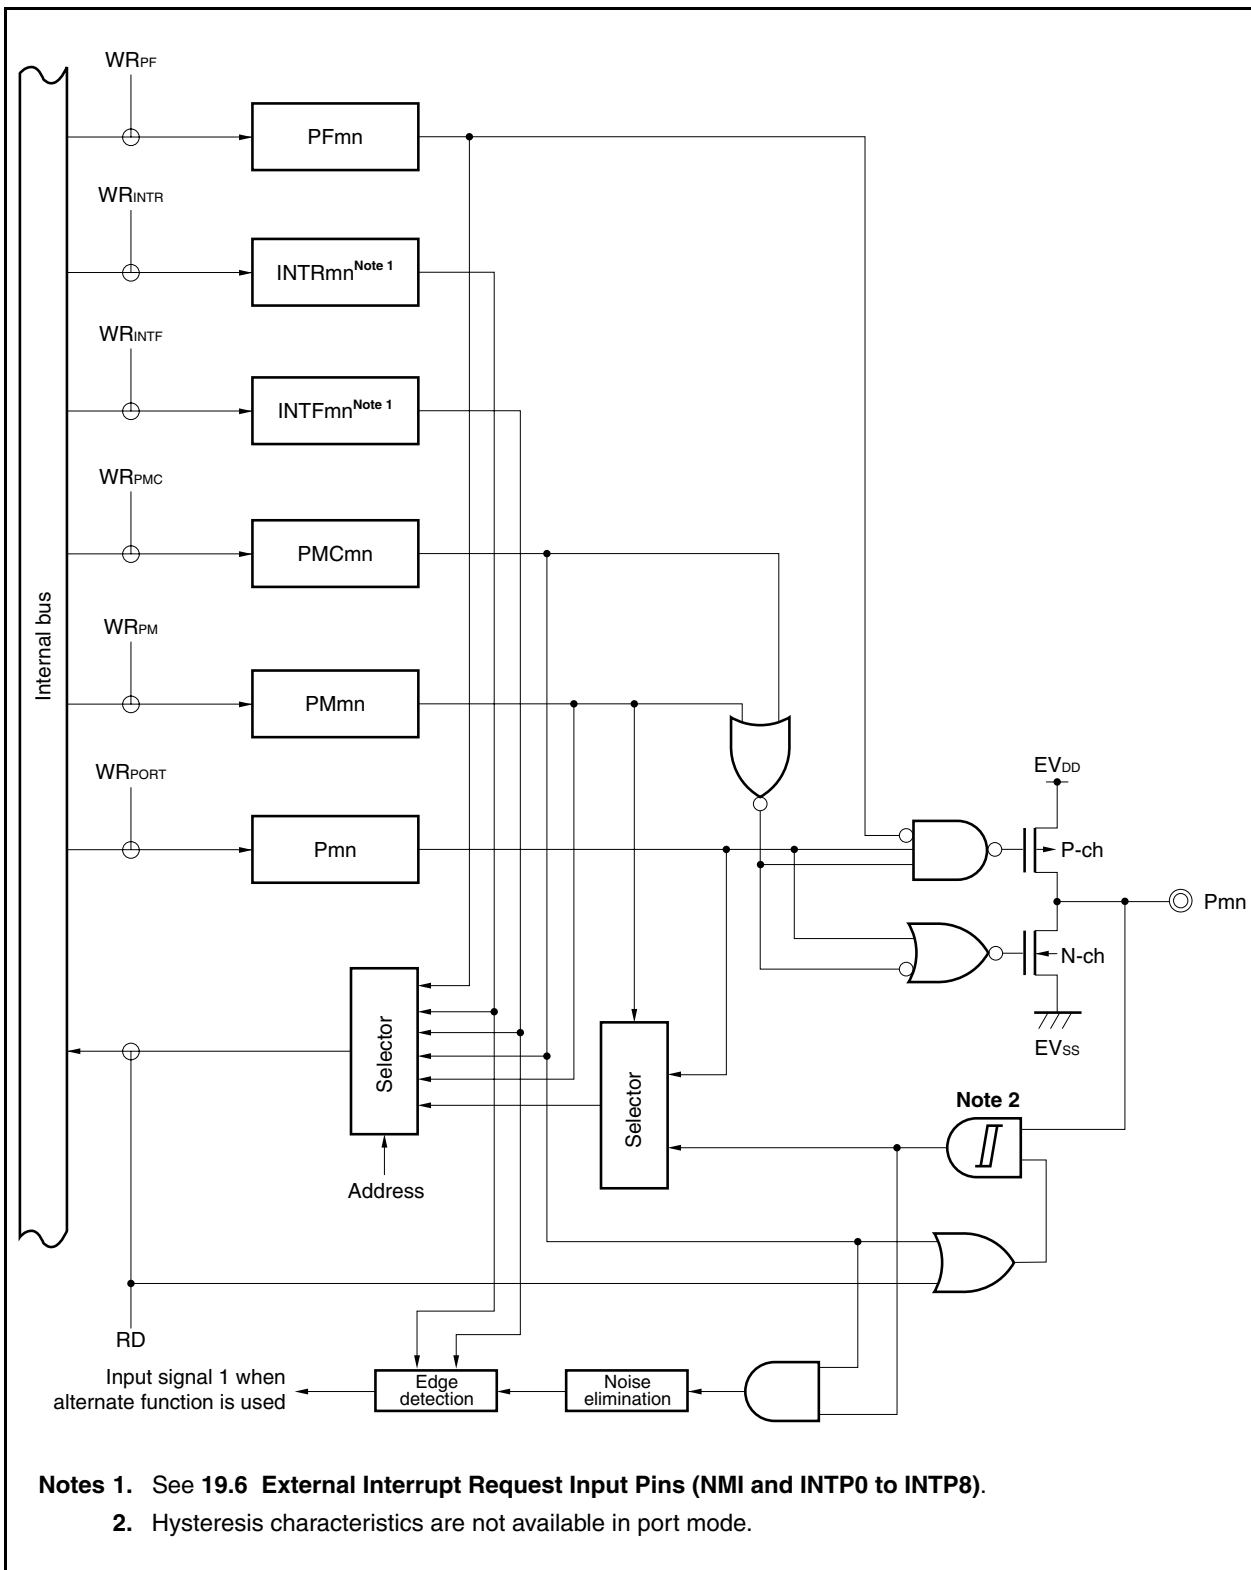 WRPF
PFmn
WRINTR
INTRmnNote 1
WRINTF
INTFmnNote 1
WRPMC
PMCmn
Internal bus
WRPM
PMmn
WRPORT
Pmn
EVDD
P-ch
Pmn
N-ch
EVSS
Selector
Selector
Note 2
Address
RD
Input signal 1 when
alternate function is used
Edge
detection
Noise
elimination
Notes 1. See 19.6 External Interrupt Request Input Pins (NMI and INTP0 to INTP8).
2. Hysteresis characteristics are not available in port mode.